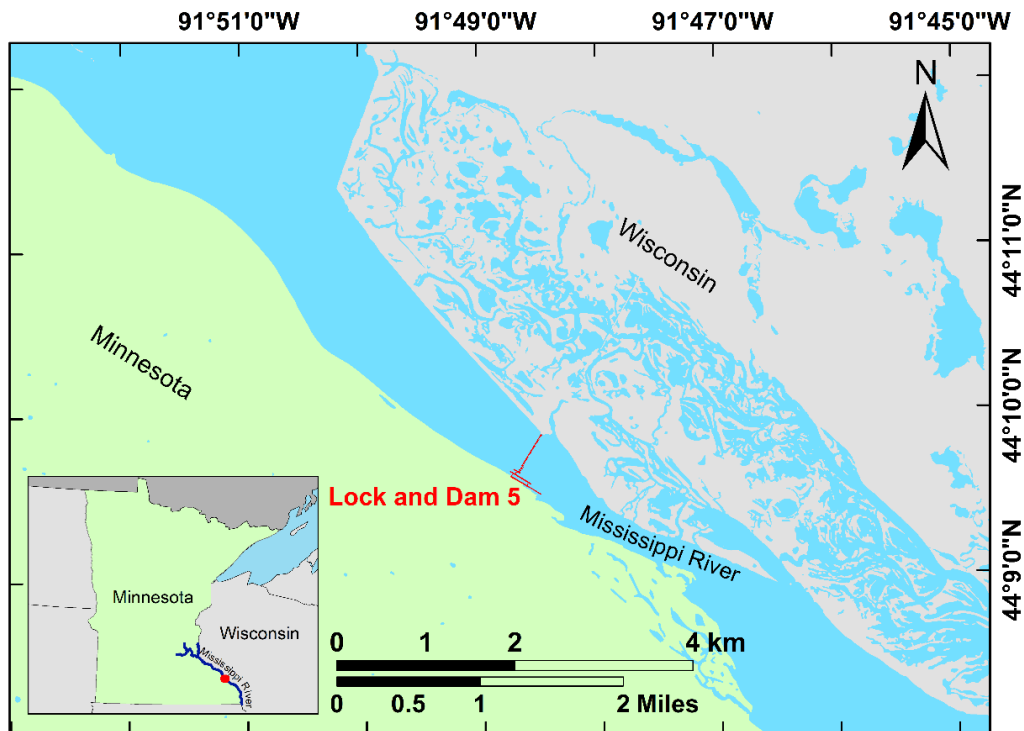 91°51'0"W 91°49'0"W 91°47'0"W 91°45'0"W
N
44°11'0"N
Wisconsin
Minnesota
44°10'0"N
Lock and Dam 5
Mississippi River
44°9'0"N
Minnesota
Wisconsin
Mississippi River
0 1 2 4 km
0 0.5 1 2 Miles